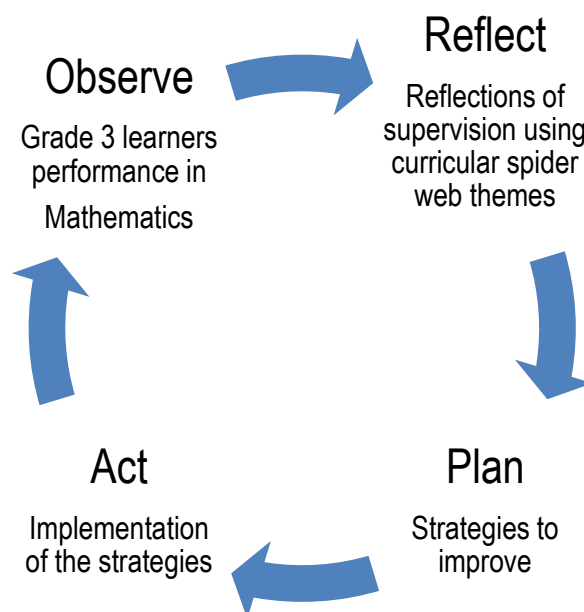 Observe
Grade 3 learners
performance in
Mathematics
Reflect
Reflections of
supervision using
curricular spider
web themes
Plan
Strategies to
improve
Act
Implementation
of the strategies